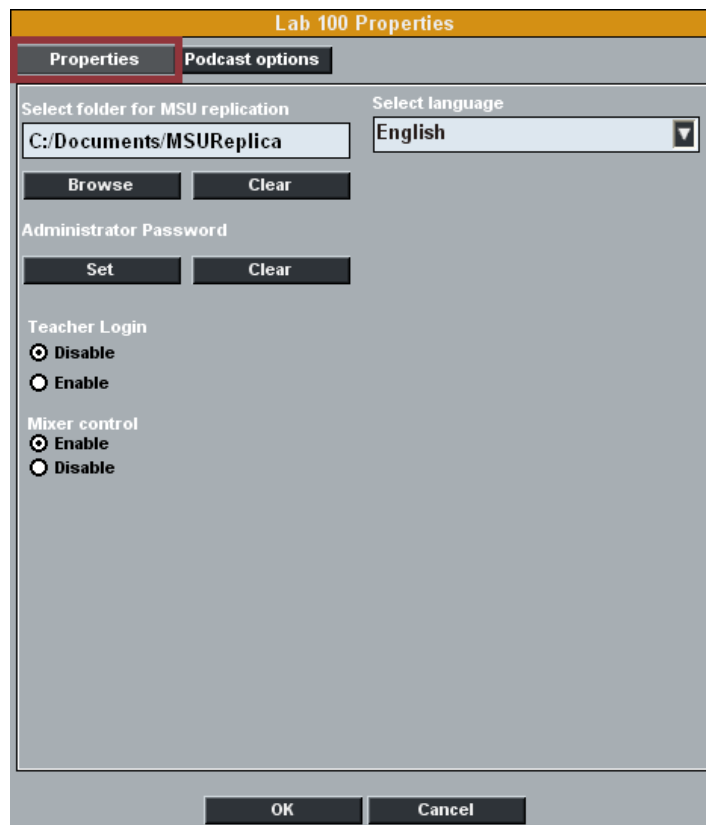 Lab 100 Properties
Properties
Podcast options
Select folder for MSU replication
C:/Documents/MSUReplica
Browse
Clear
Select language
English
Administrator Password
Set
Clear
Teacher Login
Disable
Enable
Mixer control
Enable
Disable
OK
Cancel